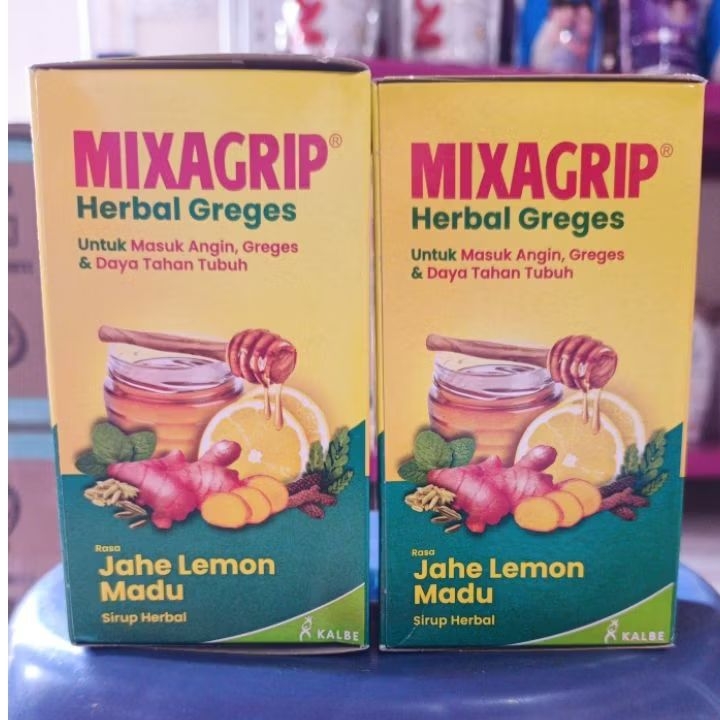 MIXAGRIP®
Herbal Greges
Untuk Masuk Angin, Greges
& Daya Tahan Tubuh
Rasa
Jahe Lemon
Madu
Sirup Herbal
KALBE
MIXAGRIP®
Herbal Greges
Untuk Masuk Angin, Greges
& Daya Tahan Tubuh
Rasa
Jahe Lemon
Madu
Sirup Herbal
KALBE